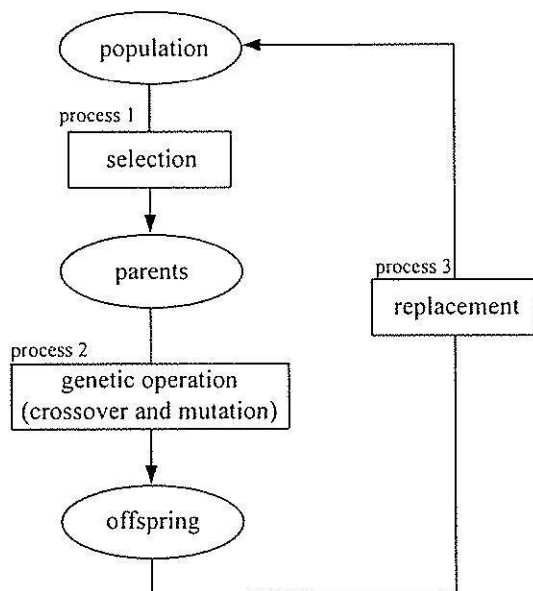 population
process 1
selection
parents
process 3
replacement
process 2
genetic operation
(crossover and mutation)
offspring